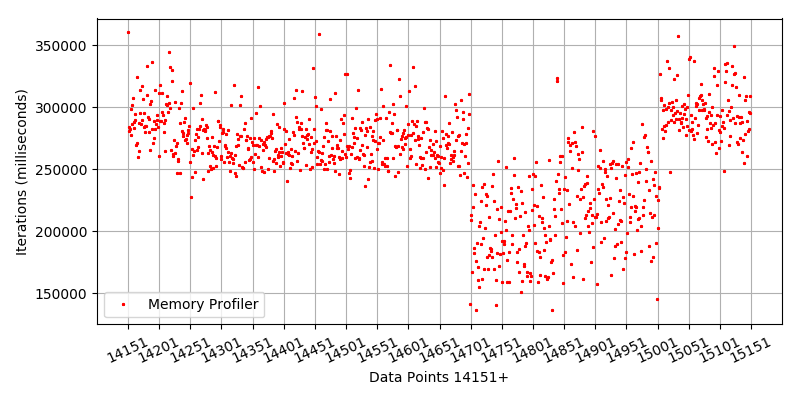 350000
300000
250000
200000
150000
Iterations (milliseconds)
Memory Profiler
14151 14201 14251 14301 14351 14401 14451 14501 14551 14601 14651 14701 14751 14801 14851 14901 14951 15001 15051 15101 15151
Data Points 14151+